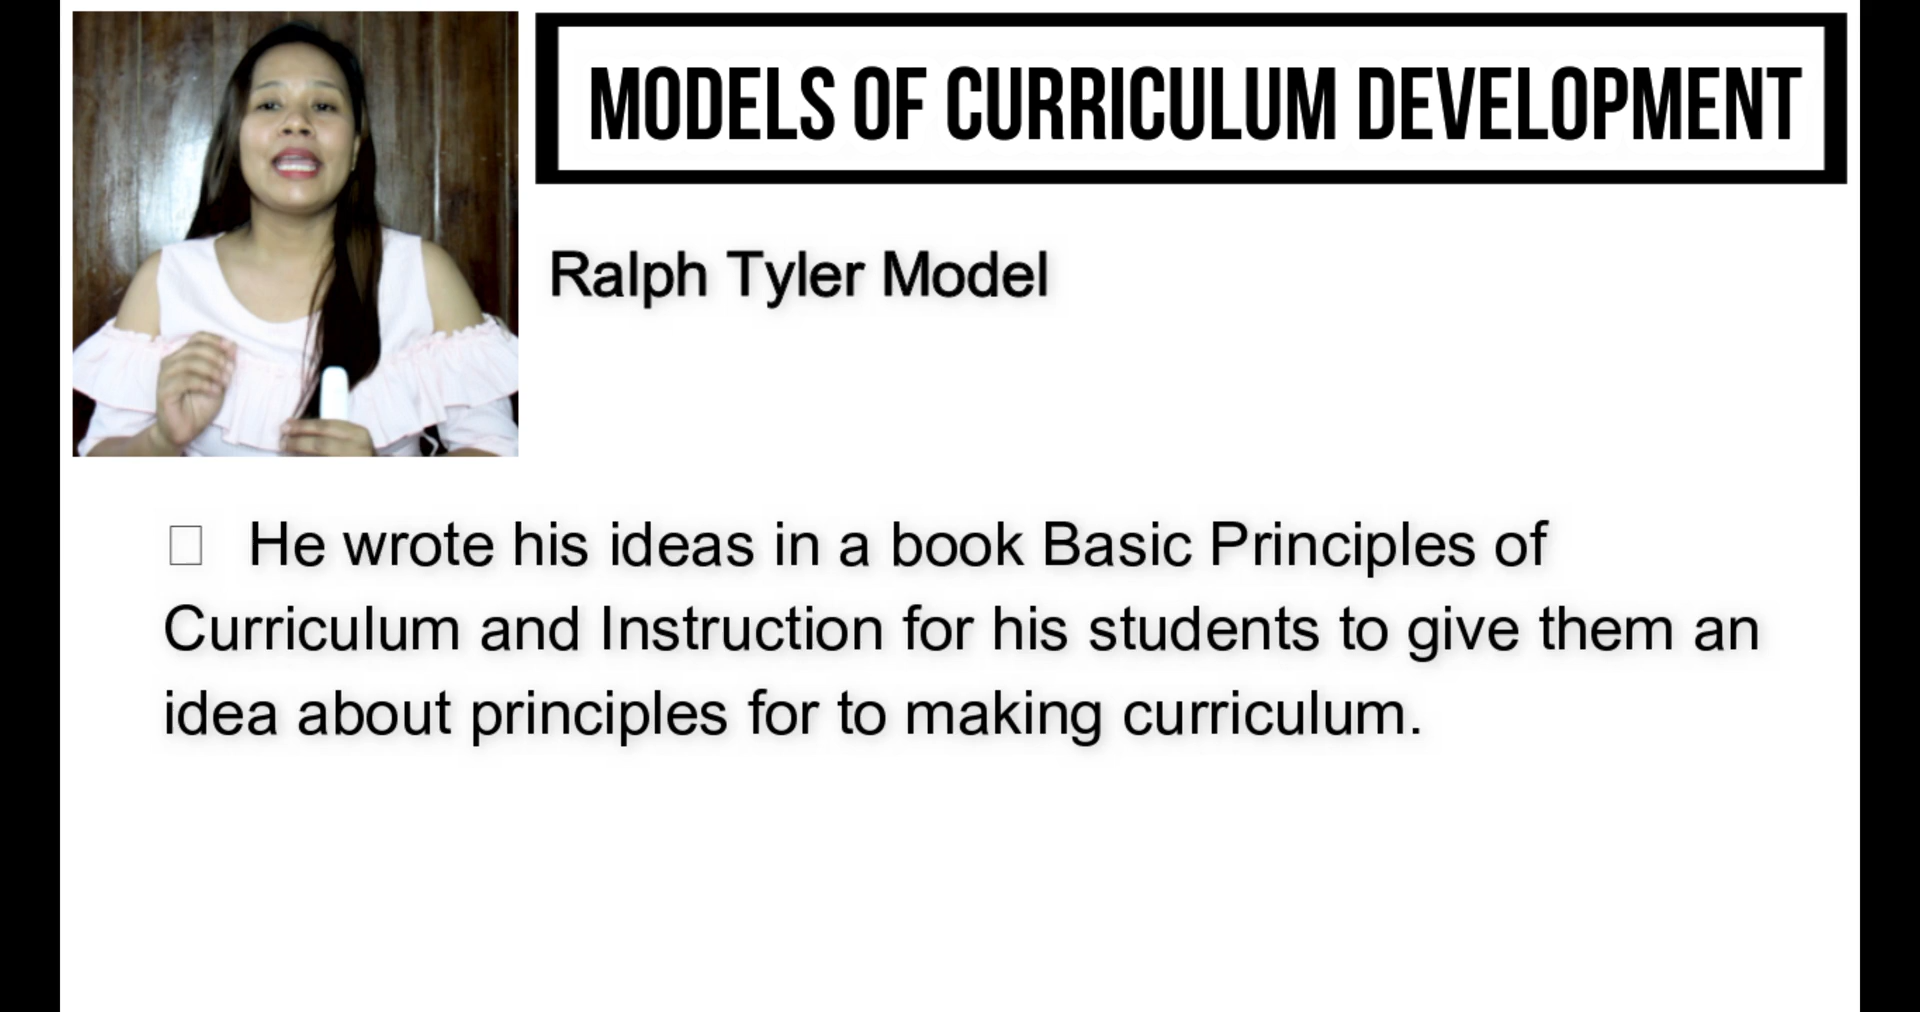 MODELS OF CURRICULUM DEVELOPMENT
Ralph Tyler Model
He wrote his ideas in a book Basic Principles of
Curriculum and Instruction for his students to give them an
idea about principles for to making curriculum.